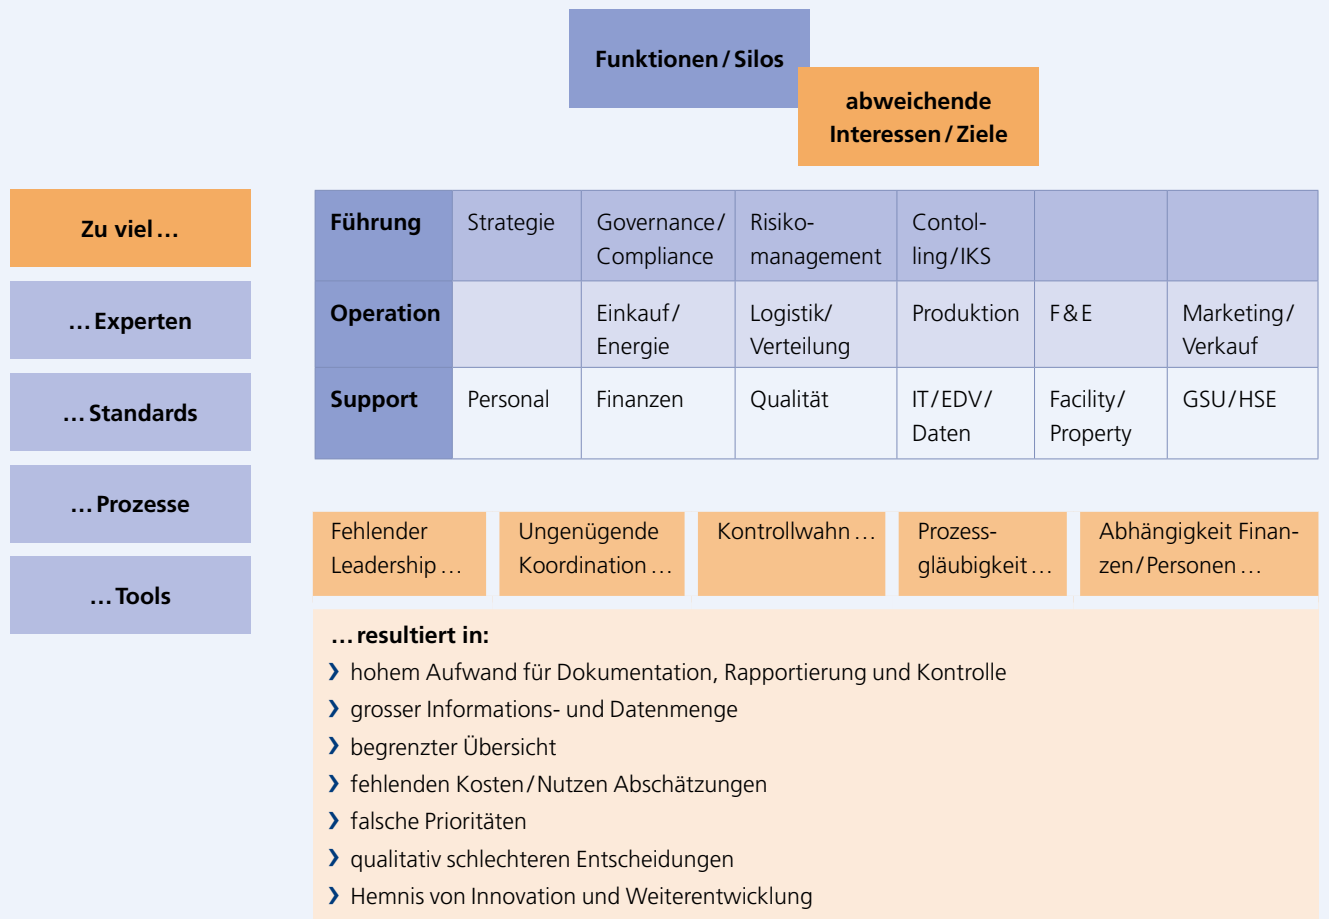 Funktionen / Silos
abweichende
Interessen / Ziele
Zu viel …
… Experten
… Standards
… Prozesse
… Tools
Führung
Strategie
Governance /
Compliance
Risiko-
management
Contol-
ling / IKS
Operation
Einkauf /
Energie
Logistik/
Verteilung
Produktion
F & E
Marketing /
Verkauf
Support
Personal
Finanzen
Qualität
IT / EDV /
Daten
Facility /
Property
GSU / HSE
Fehlender
Leadership …
Ungenügende
Koordination …
Kontrollwahn …
Prozess-
gläubigkeit …
Abhängigkeit Finan-
zen / Personen …
… resultiert in:
› hohem Aufwand für Dokumentation, Rapportierung und Kontrolle
› grosser Informations- und Datenmenge
› begrenzter Übersicht
› fehlenden Kosten / Nutzen Abschätzungen
› falsche Prioritäten
› qualitativ schlechteren Entscheidungen
› Hemnis von Innovation und Weiterentwicklung